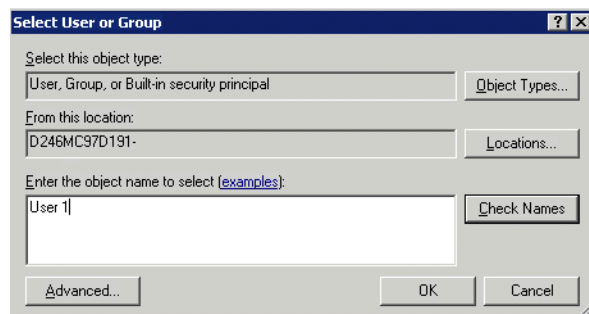 Select User or Group
Select this object type:
User, Group, or Built-in security principal
Object Types...
From this location:
D246MC97D191-
Locations...
Enter the object name to select (examples):
User 1
Check Names
Advanced...
OK
Cancel